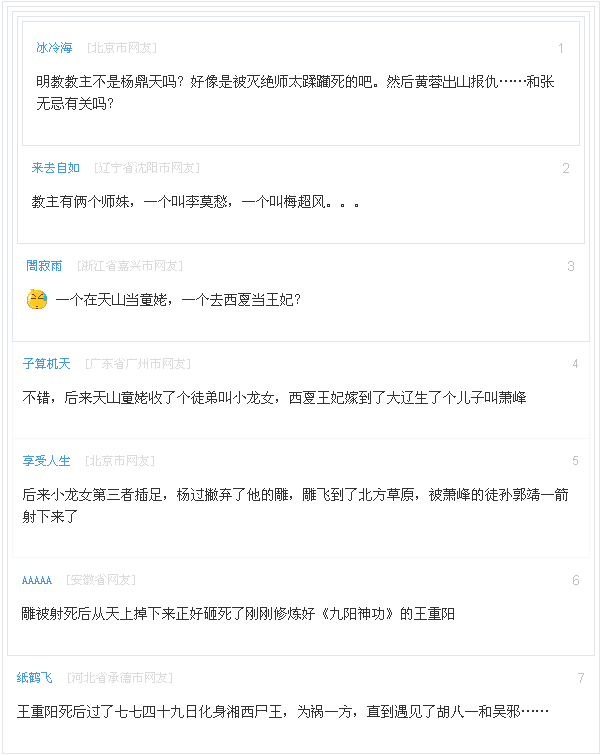 冰冷海 [北京市网友] 1
明教教主不是杨鼎天吗？好像是被灭绝师太蹂躏死的吧。然后黄蓉出山报仇……和张
无忌有关吗？
来去自如 [辽宁省沈阳市网友] 2
教主有俩个师妹，一个叫李莫愁，一个叫梅超风。。。
閤寂雨 [浙江省嘉兴市网友] 3
一个在天山当童姥，一个去西夏当王妃？
子算机天 [广东省广州市网友] 4
不错，后来天山童姥收了个徒弟叫小龙女，西夏王妃嫁到了大辽生了个儿子叫萧峰
享受人生 [北京市网友] 5
后来小龙女第三者插足，杨过撇弃了他的雕，雕飞到了北方草原，被萧峰的徒孙郭靖一箭
射下来了
AAAAA [安徽省网友] 6
雕被射死后从天上掉下来正好砸死了刚刚修炼好《九阳神功》的王重阳
纸鹤飞 [河北省承德市网友] 7
王重阳死后过了七七四十九日化身湘西尸王，为祸一方，直到遇见了胡八一和吴邪……